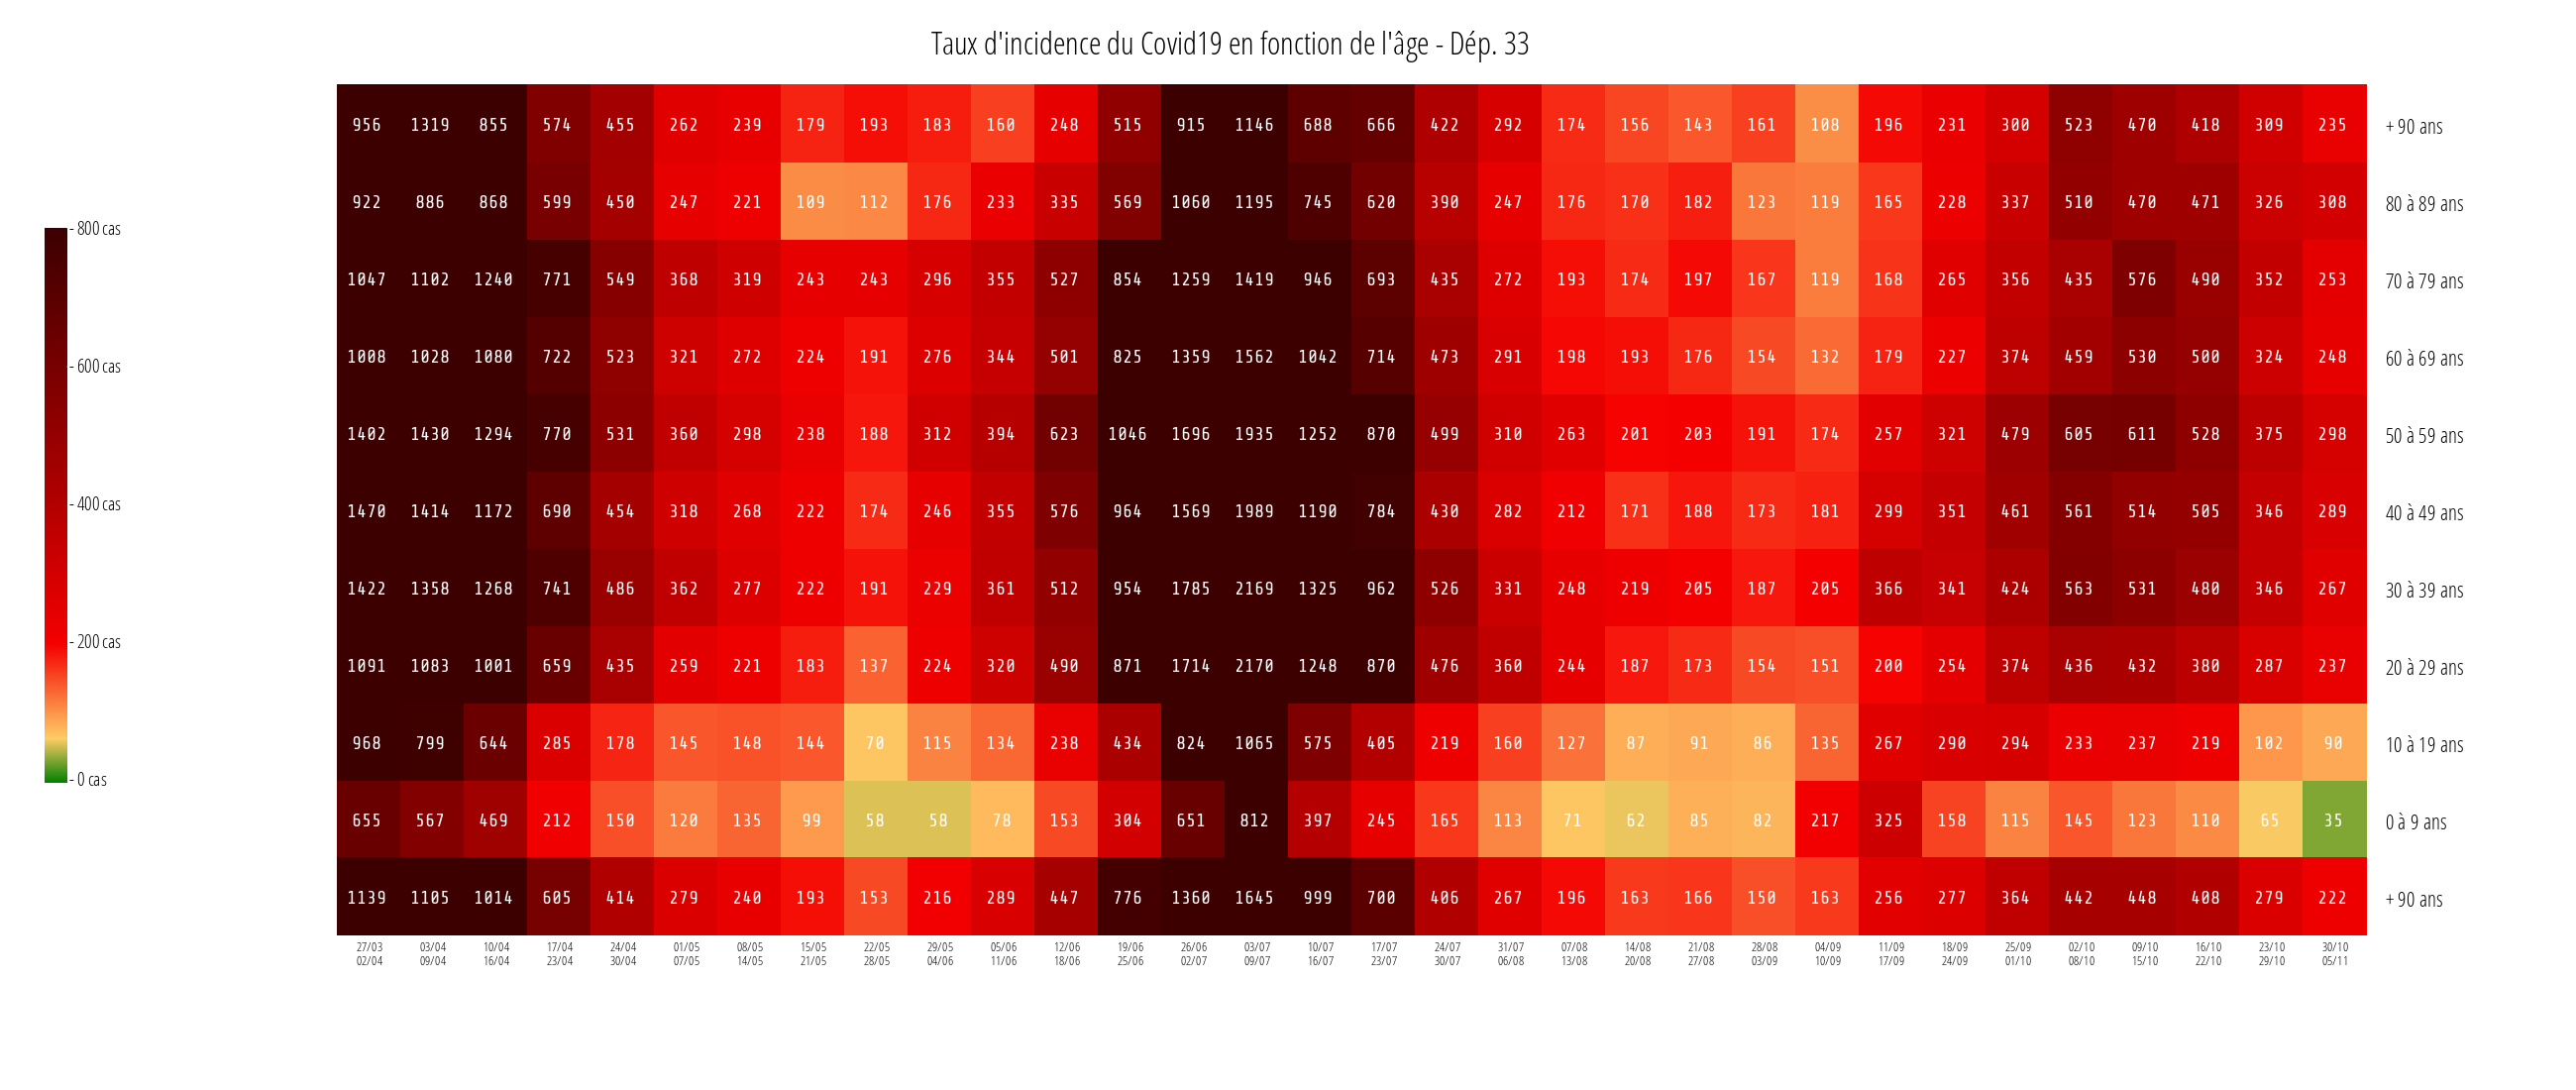 Taux d'incidence du Covid19 en fonction de l'âge - Dép. 33
956 1319 855 574 455 262 239 179 193 183 160 248 515 915 1146 688 666 422 292 174 156 143 161 108 196 231 300 523 470 418 309 235 + 90 ans
922 886 868 599 450 247 221 109 112 176 233 335 569 1060 1195 745 620 390 247 176 170 182 123 119 165 228 337 510 470 471 326 308 80 à 89 ans
1047 1102 1240 771 549 368 319 243 243 296 355 527 854 1259 1419 946 693 435 272 193 174 197 167 119 168 265 356 435 576 490 352 253 70 à 79 ans
1008 1028 1080 722 523 321 272 224 191 276 344 501 825 1359 1562 1042 714 473 291 198 193 176 154 132 179 227 374 459 530 500 324 248 60 à 69 ans
1402 1430 1294 770 531 360 298 238 188 312 394 623 1046 1696 1935 1252 870 499 310 263 201 203 191 174 257 321 479 605 611 528 375 298 50 à 59 ans
1470 1414 1172 690 454 318 268 222 174 246 355 576 964 1569 1989 1190 784 430 282 212 171 188 173 181 299 351 461 561 514 505 346 289 40 à 49 ans
1422 1358 1268 741 486 362 277 222 191 229 361 512 954 1785 2169 1325 962 526 331 248 219 205 187 205 366 341 424 563 531 480 346 267 30 à 39 ans
1091 1083 1001 659 435 259 221 183 137 224 320 490 871 1714 2170 1248 870 476 360 244 187 173 154 151 200 254 374 436 432 380 287 237 20 à 29 ans
968 799 644 285 178 145 148 144 70 115 134 238 434 824 1065 575 405 219 160 127 87 91 86 135 267 290 294 233 237 219 102 90 10 à 19 ans
655 567 469 212 150 120 135 99 58 58 78 153 304 651 812 397 245 165 113 71 62 85 82 217 325 158 115 145 123 110 65 35 0 à 9 ans
1139 1105 1014 605 414 279 240 193 153 216 289 447 776 1360 1645 999 700 406 267 196 163 166 150 163 256 277 364 442 448 408 279 222 + 90 ans
27/03 03/04 10/04 17/04 24/04 01/05 08/05 15/05 22/05 29/05 05/06 12/06 19/06 26/06 03/07 10/07 17/07 24/07 31/07 07/08 14/08 21/08 28/08 04/09 11/09 18/09 25/09 02/10 09/10 16/10 23/10 30/10
02/04 09/04 16/04 23/04 30/04 07/05 14/05 21/05 28/05 04/06 11/06 18/06 25/06 02/07 09/07 16/07 23/07 30/07 06/08 13/08 20/08 27/08 03/09 10/09 17/09 24/09 01/10 08/10 15/10 22/10 29/10 05/11
- 800 cas
- 600 cas
- 400 cas
- 200 cas
- 0 cas